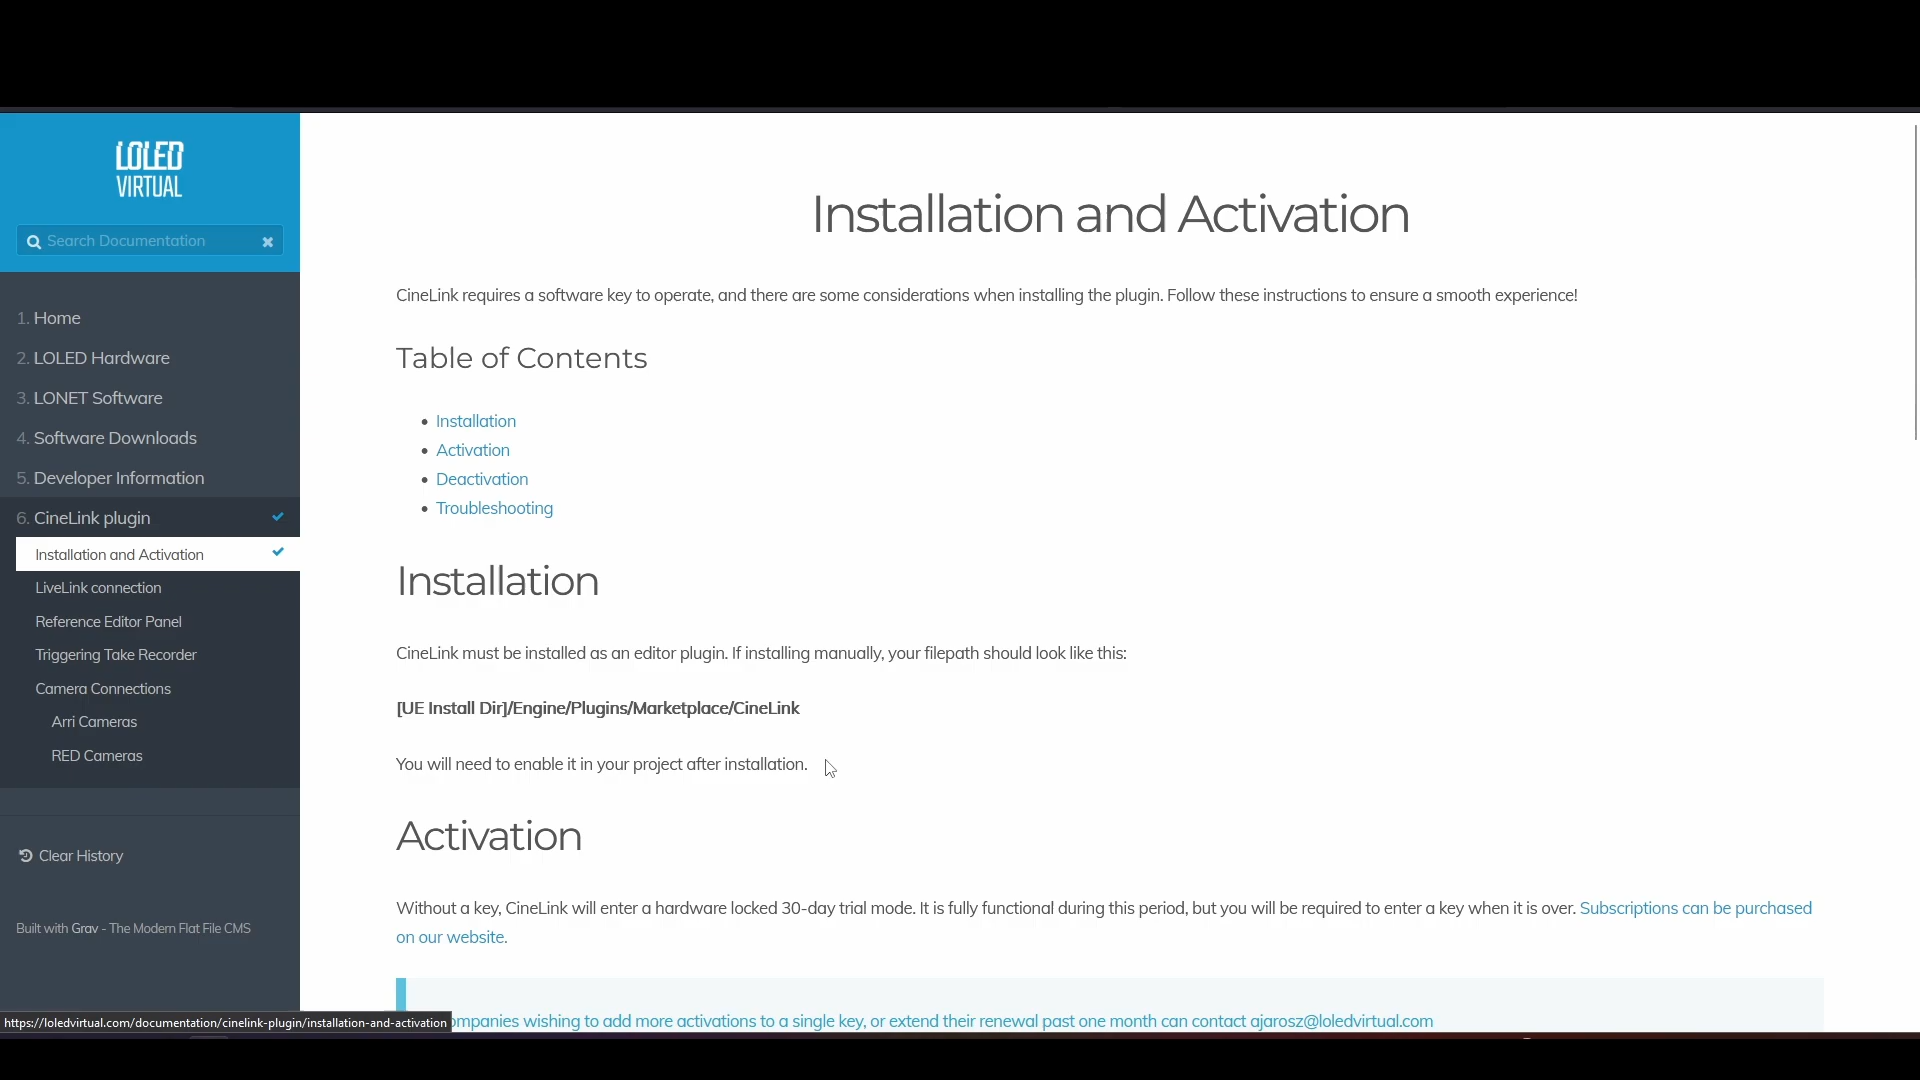 LOLED
VIRTUAL
Search Documentation
1. Home
2. LOLED Hardware
3. LONET Software
4. Software Downloads
5. Developer Information
6. CineLink plugin
Installation and Activation
LiveLink connection
Reference Editor Panel
Triggering Take Recorder
Camera Connections
Arri Cameras
RED Cameras
Clear History
Built with Grav - The Modern Flat File CMS
https://loledvirtual.com/documentation/cinelink-plugin/installation-and-activation
Installation and Activation
CineLink requires a software key to operate, and there are some considerations when installing the plugin. Follow these instructions to ensure a smooth experience!
Table of Contents
• Installation
• Activation
• Deactivation
• Troubleshooting
Installation
CineLink must be installed as an editor plugin. If installing manually, your filepath should look like this:
[UE Install Dir]/Engine/Plugins/Marketplace/CineLink
You will need to enable it in your project after installation.
Activation
Without a key, CineLink will enter a hardware locked 30-day trial mode. It is fully functional during this period, but you will be required to enter a key when it is over. Subscriptions can be purchased
on our website.
ompanies wishing to add more activations to a single key, or extend their renewal past one month can contact ajarosz@loledvirtual.com